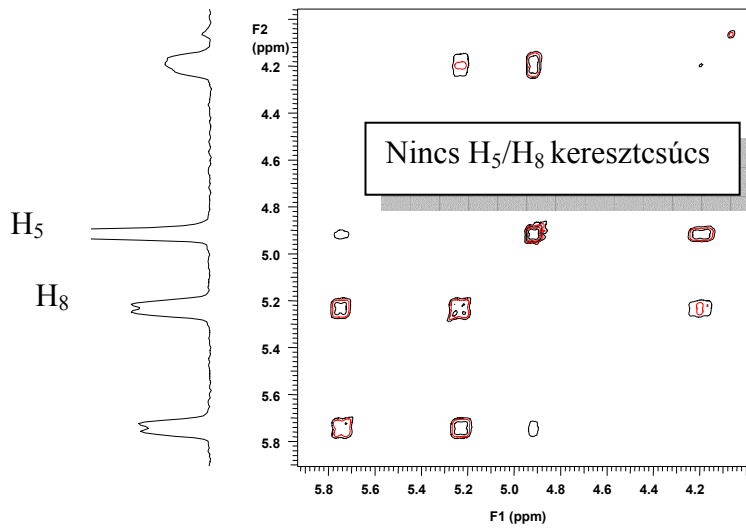 F2
(ppm)
4.2
4.4
4.6
4.8
5.0
5.2
5.4
5.6
5.8
H5
H8
Nincs H5/H8 keresztcsúcs
5.8 5.6 5.4 5.2 5.0 4.8 4.6 4.4 4.2
F1 (ppm)